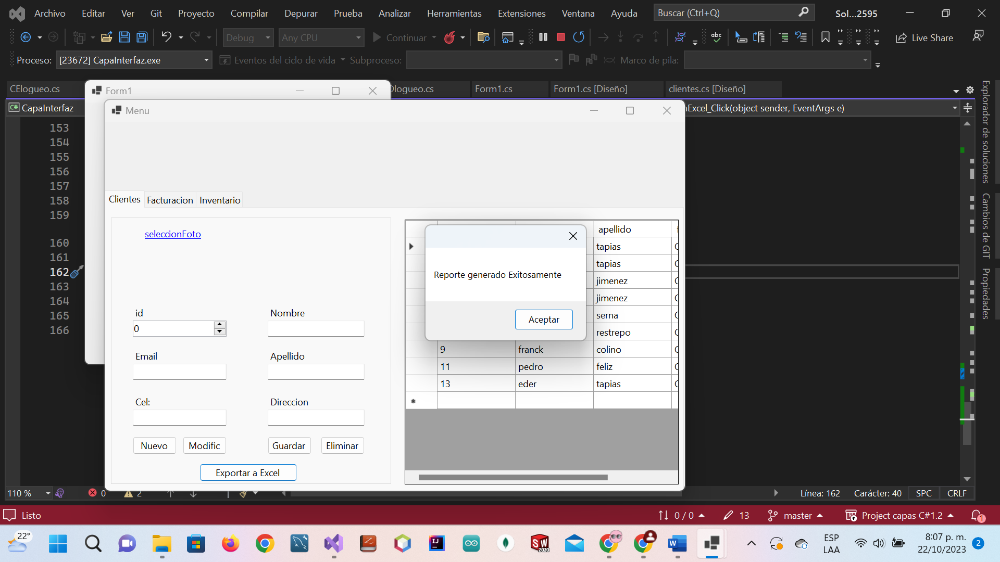 Archivo Editar Ver Git Proyecto Compilar Depurar Prueba Analizar Herramientas Extensiones Ventana Ayuda Buscar (Ctrl+Q) Sol...2595
Debug Any CPU Continuar Live Share
Proceso: [23672] CapaInterfaz.exe Eventos del ciclo de vida Subproceso: Marco de pila:
CElogueo.cs Form1 Dlogueo.cs Form1.cs Form1.cs [Diseño] clientes.cs [Diseño]
C# CapaInterfaz Menu nExcel_Click(object sender, EventArgs e)
Explorador de soluciones
Cambios de GIT
Propiedades
153
154
155
156
157
158
159
160
161
162
163
164
165
166
Clientes Facturacion Inventario
seleccionFoto
id Nombre
0
Email Apellido
Cel: Direccion
Nuevo Modific Guardar Eliminar
Exportar a Excel
apellido
tapias
tapias
jimenez
jimenez
serna
restrepo
9 franck colino
11 pedro feliz
13 eder tapias
Reporte generado Exitosamente
Aceptar
110 % 0 2 Línea: 162 Carácter: 40 SPC CRLF
Listo 0 / 0 13 master Project capas C#1.2 1
22° IJ SW 2020 W ESP LAA 8:07 p. m. 22/10/2023 2